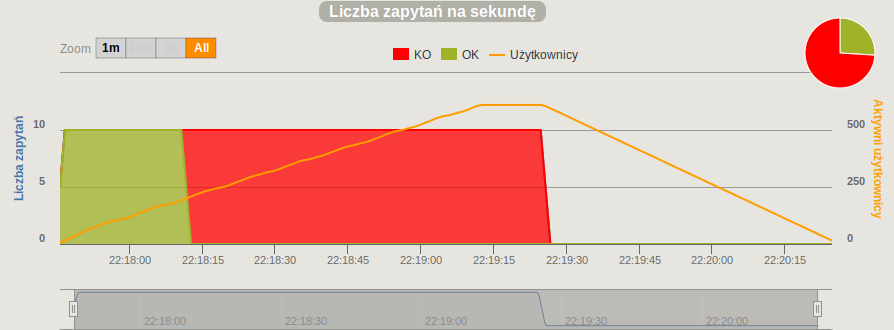 Liczba zapytań na sekundę
Zoom 1m 10m 1h All
KO OK Użytkownicy
Liczba zapytań
10
5
0
500
250
0
Aktywni użytkownicy
22:18:00 22:18:15 22:18:30 22:18:45 22:19:00 22:19:15 22:19:30 22:19:45 22:20:00 22:20:15
22:18:00 22:18:30 22:19:00 22:19:30 22:20:00